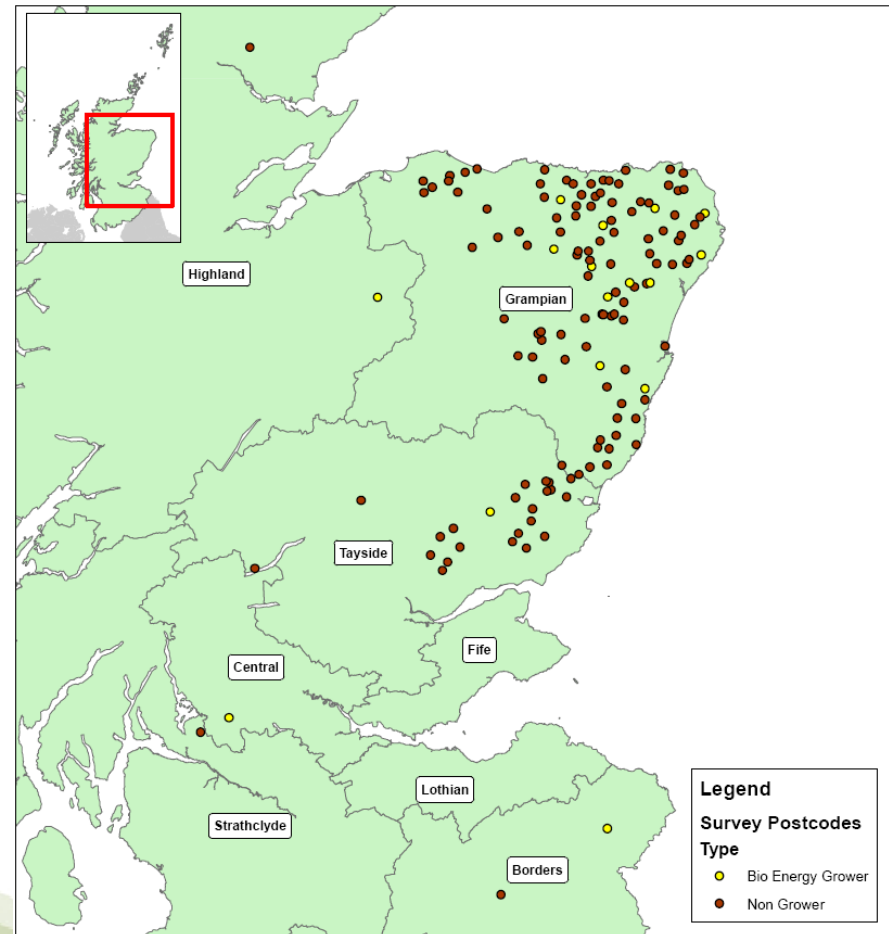 Highland
Grampian
Tayside
Fife
Central
Lothian
Strathclyde
Borders
Legend
Survey Postcodes
Type
Bio Energy Grower
Non Grower